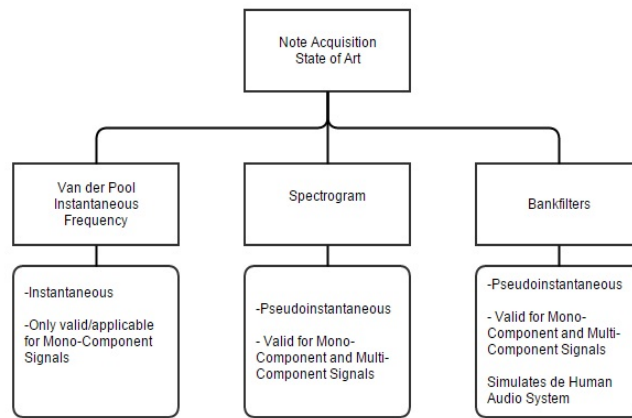 Note Acquisition
State of Art
Van der Pool
Instantaneous
Frequency
Spectrogram
Bankfilters
-Instantaneous
-Only valid/applicable
for Mono-Component
Signals
-Pseudoinstantaneous
- Valid for Mono-
Component and Multi-
Component Signals
-Pseudoinstantaneous
- Valid for Mono-
Component and Multi-
Component Signals
Simulates de Human
Audio System